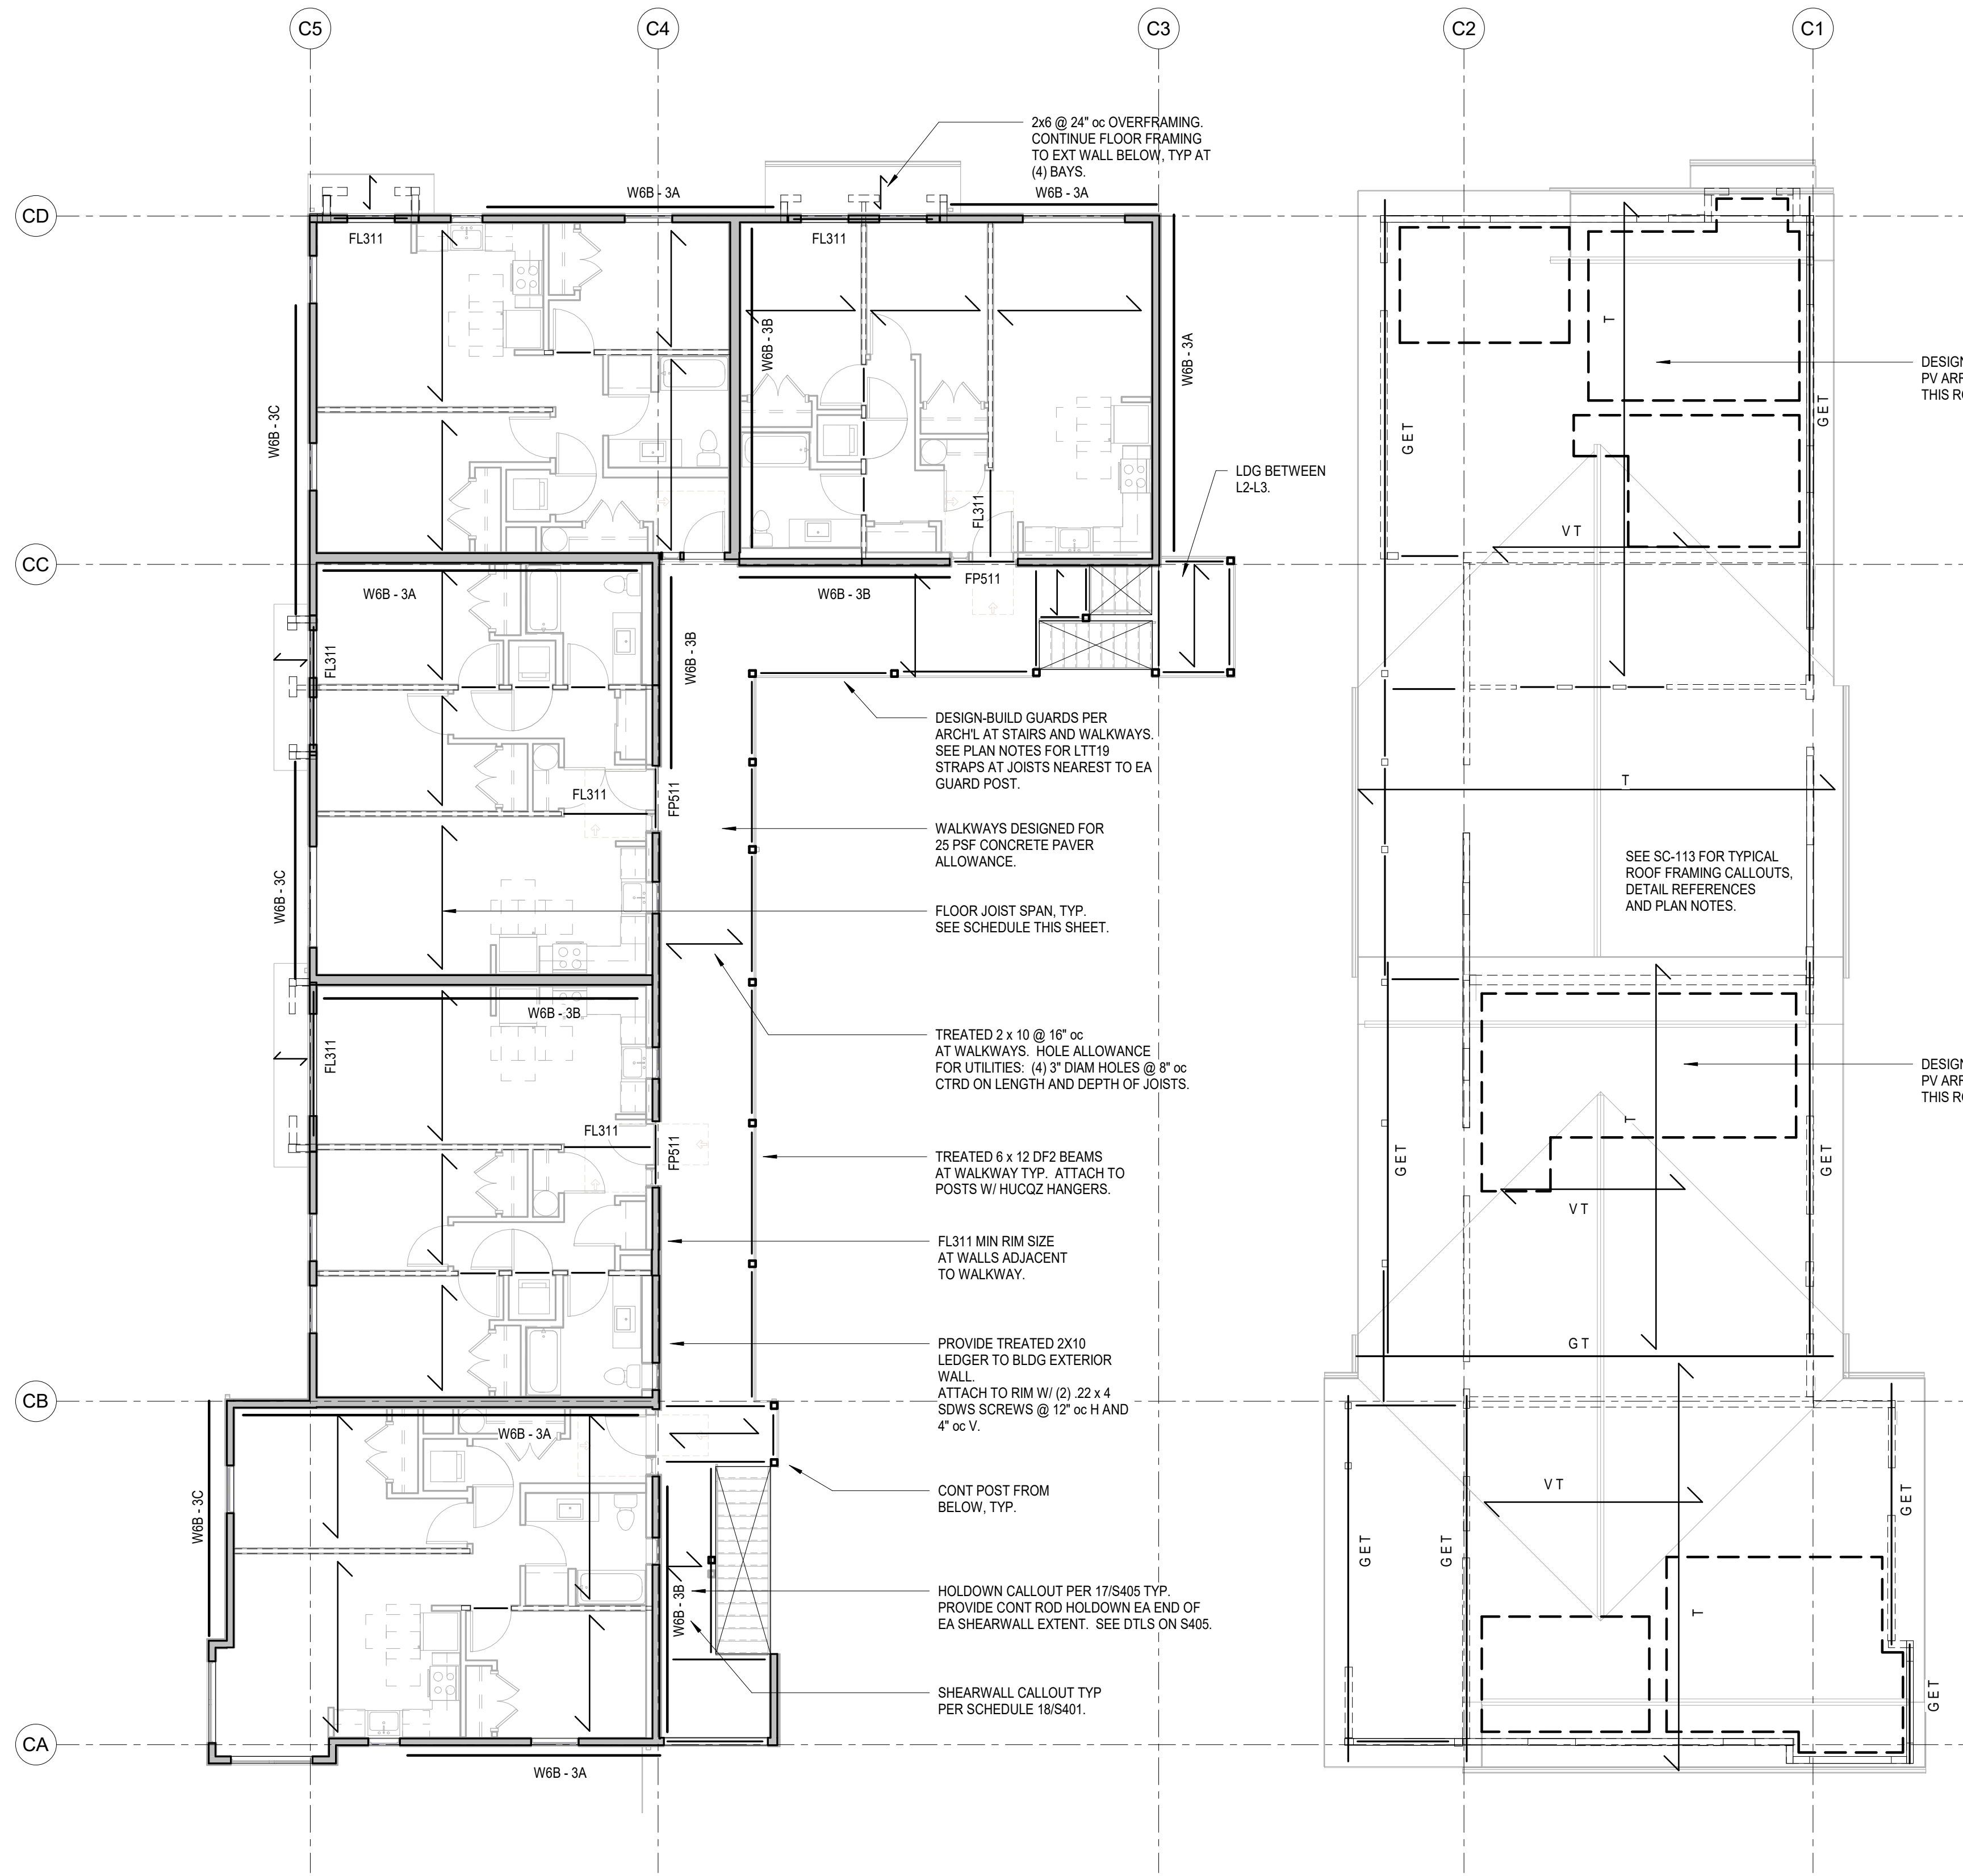 C5
C4
C3
C2
C1
2x6 @ 24" oc OVERFRAMING.
CONTINUE FLOOR FRAMING
TO EXT WALL BELOW, TYP AT
(4) BAYS.
W6B - 3A
W6B - 3A
CD
FL311
FL311
W6B - 3B
W6B - 3A
W6B - 3C
T
DESIGN
THIS
GET
GET
LDG BETWEEN
L2-L3.
FL311
VT
CC
FP511
W6B - 3A
W6B - 3B
W6B - 3B
FL311
DESIGN-BUILD GUARDS PER
ARCH'L AT STAIRS AND WALKWAYS.
SEE PLAN NOTES FOR LTT19
STRAPS AT JOISTS NEAREST TO EA
GUARD POST.
T
FL311
FP511
WALKWAYS DESIGNED FOR
25 PSF CONCRETE PAVER
ALLOWANCE.
SEE SC-113 FOR TYPICAL
ROOF FRAMING CALLOUTS,
DETAIL REFERENCES
AND PLAN NOTES.
W6B - 3C
FLOOR JOIST SPAN, TYP.
SEE SCHEDULE THIS SHEET.
W6B - 3B
FL311
TREATED 2 x 10 @ 16" oc
AT WALKWAYS. HOLE ALLOWANCE
FOR UTILITIES: (4) 3" DIAM HOLES @ 8" oc
CTRD ON LENGTH AND DEPTH OF JOISTS.
DESIGN
THIS
FL311
FP511
T
GET
GET
TREATED 6 x 12 DF2 BEAMS
AT WALKWAY TYP. ATTACH TO
POSTS W/ HUCQZ HANGERS.
VT
FL311 MIN RIM SIZE
AT WALLS ADJACENT
TO WALKWAY.
PROVIDE TREATED 2X10
LEDGER TO BLDG EXTERIOR
WALL.
ATTACH TO RIM W/ (2) .22 x 4
SDWS SCREWS @ 12" oc H AND
4" oc V.
GT
CB
W6B - 3A
W6B - 3C
CONT POST FROM
BELOW, TYP.
VT
GET
GET
GET
HOLDOWN CALLOUT PER 17/S405 TYP.
PROVIDE CONT ROD HOLDOWN EA END OF
EA SHEARWALL EXTENT. SEE DTLS ON S405.
W6B - 3B
T
SHEARWALL CALLOUT TYP
PER SCHEDULE 18/S401.
GET
CA
W6B - 3A